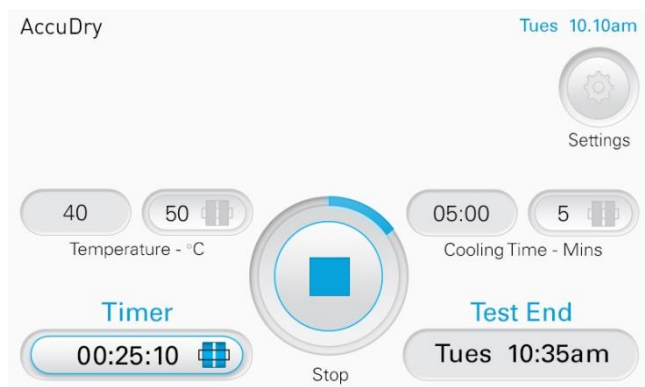 AccuDry
Tues 10.10am
Settings
40
50
Temperature - °C
05:00
5
Cooling Time - Mins
Timer
00:25:10
Stop
Test End
Tues 10:35am